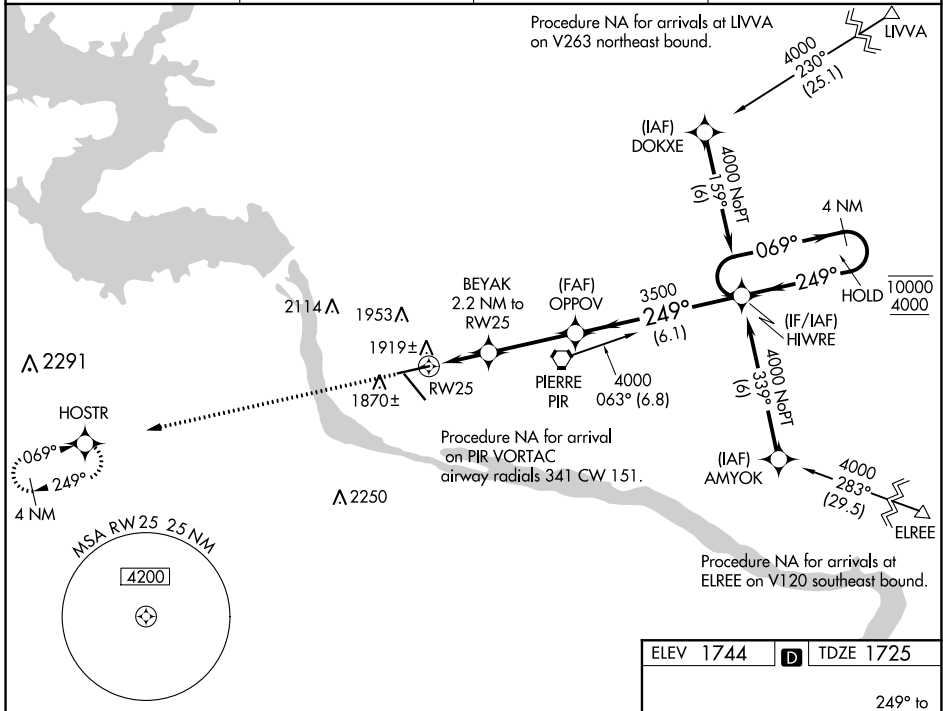 Procedure NA for arrivals at LIVVA
on V263 northeast bound.
LIVVA
4000
230°
(25.1)
(IAF)
DOKXE
4000 NoPT
159°
(6)
4 NM
069°
249°
HOLD
10000
4000
(IF/IAF)
HIWRE
BEYAK
2.2 NM to
RW25
(FAF)
OPPOV
3500
249°
(6.1)
2114
1953
1919±
RW25
1870±
2291
PIERRE
PIR
4000
063° (6.8)
4000 NoPT
339°
(6)
HOSTR
069°
249°
4 NM
Procedure NA for arrival
on PIR VORTAC
airway radials 341 CW 151.
(IAF)
AMYOK
4000
283°
(29.5)
ELREE
2250
MSA RW25 25 NM
4200
Procedure NA for arrivals at
ELREE on V120 southeast bound.
ELEV 1744 D TDZE 1725
249° to